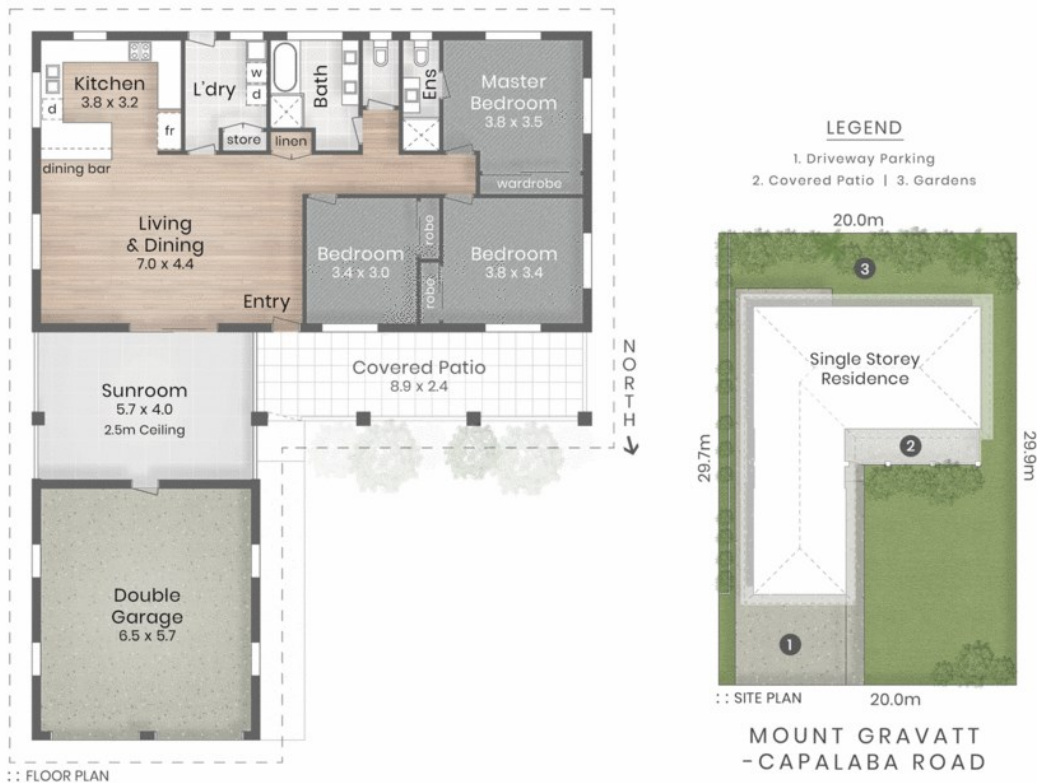 Kitchen
3.8 x 3.2
d
fr
dining bar
L'dry
w
d
store
linen
Bath
Ens
Master
Bedroom
3.8 x 3.5
wardrobe
Living
& Dining
7.0 x 4.4
Entry
Bedroom
3.4 x 3.0
robe
robe
Bedroom
3.8 x 3.4
Sunroom
5.7 x 4.0
2.5m Ceiling
Covered Patio
8.9 x 2.4
NORTH
Double
Garage
6.5 x 5.7
:: FLOOR PLAN
LEGEND
1. Driveway Parking
2. Covered Patio | 3. Gardens
20.0m
3
Single Storey
Residence
2
29.7m
29.9m
1
:: SITE PLAN
20.0m
MOUNT GRAVATT
-CAPALABA ROAD